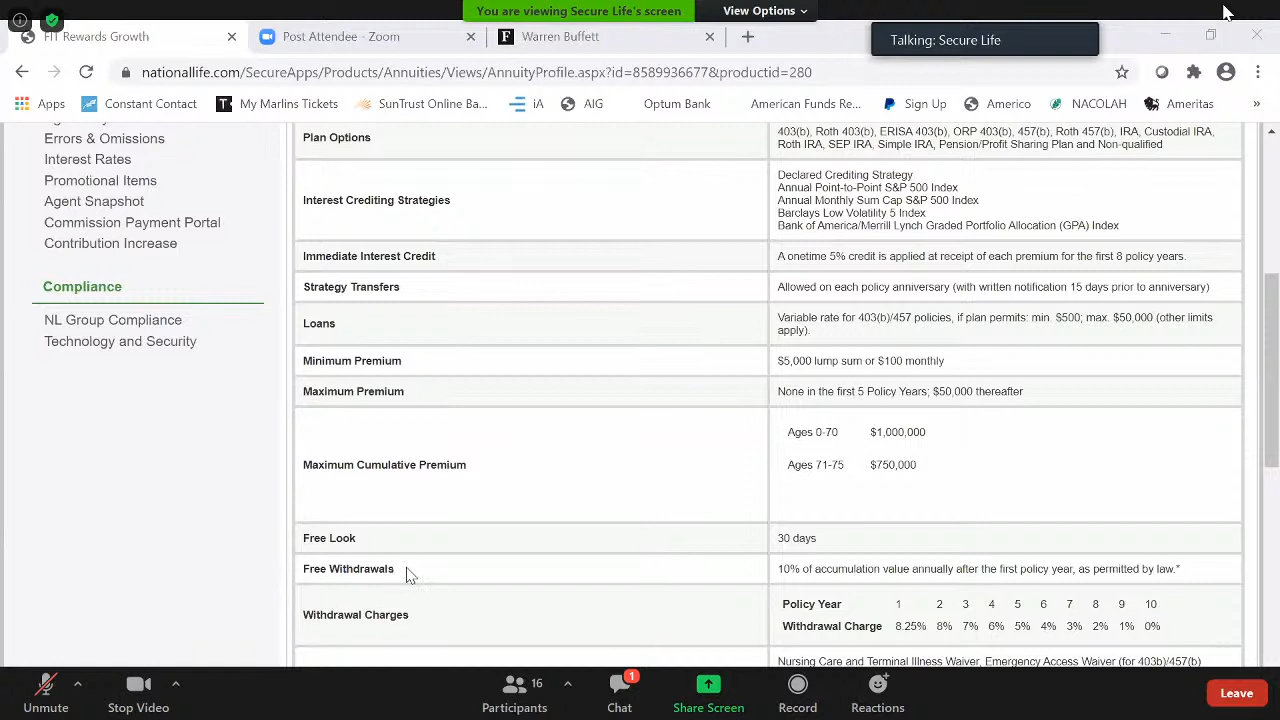 You are viewing Secure Life's screen
View Options
FIT Rewards Growth
Post Attendee - Zoom
Warren Buffett
Talking: Secure Life
nationallife.com/SecureApps/Products/Annuities/Views/AnnuityProfile.aspx?id=8589936677&productid=280
Apps
Constant Contact
My Marlins Tickets
SunTrust Online Ba...
iA
AIG
Optum Bank
American Funds Re...
Sign Up
Americo
NACOLAH
Ameritas
»
Errors & Omissions
Interest Rates
Promotional Items
Agent Snapshot
Commission Payment Portal
Contribution Increase
Compliance
NL Group Compliance
Technology and Security
Plan Options
403(b), Roth 403(b), ERISA 403(b), ORP 403(b), 457(b), Roth 457(b), IRA, Custodial IRA,
Roth IRA, SEP IRA, Simple IRA, Pension/Profit Sharing Plan and Non-qualified
Interest Crediting Strategies
Declared Crediting Strategy
Annual Point-to-Point S&P 500 Index
Annual Monthly Sum Cap S&P 500 Index
Barclays Low Volatility 5 Index
Bank of America/Merrill Lynch Graded Portfolio Allocation (GPA) Index
Immediate Interest Credit
A onetime 5% credit is applied at receipt of each premium for the first 8 policy years.
Strategy Transfers
Allowed on each policy anniversary (with written notification 15 days prior to anniversary)
Loans
Variable rate for 403(b)/457 policies, if plan permits: min. $500; max. $50,000 (other limits
apply).
Minimum Premium
$5,000 lump sum or $100 monthly
Maximum Premium
None in the first 5 Policy Years; $50,000 thereafter
Maximum Cumulative Premium
Ages 0-70 $1,000,000
Ages 71-75 $750,000
Free Look
30 days
Free Withdrawals
10% of accumulation value annually after the first policy year, as permitted by law.*
Withdrawal Charges
Policy Year 1 2 3 4 5 6 7 8 9 10
Withdrawal Charge 8.25% 8% 7% 6% 5% 4% 3% 2% 1% 0%
Nursing Care and Terminal Illness Waiver, Emergency Access Waiver (for 403b)/457(b)
Unmute
Stop Video
16
Participants
1
Chat
Share Screen
Record
Reactions
Leave